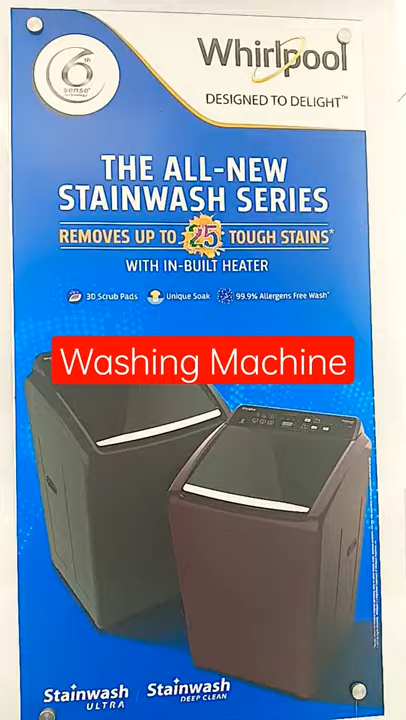 6th
sense
technology
Whirlpool
DESIGNED TO DELIGHT™
THE ALL-NEW
STAINWASH SERIES
REMOVES UP TO 25 TOUGH STAINS*
WITH IN-BUILT HEATER
3D Scrub Pads Unique Soak 99.9% Allergens Free Wash*
Washing Machine
Stainwash
ULTRA
Stainwash
DEEP CLEAN